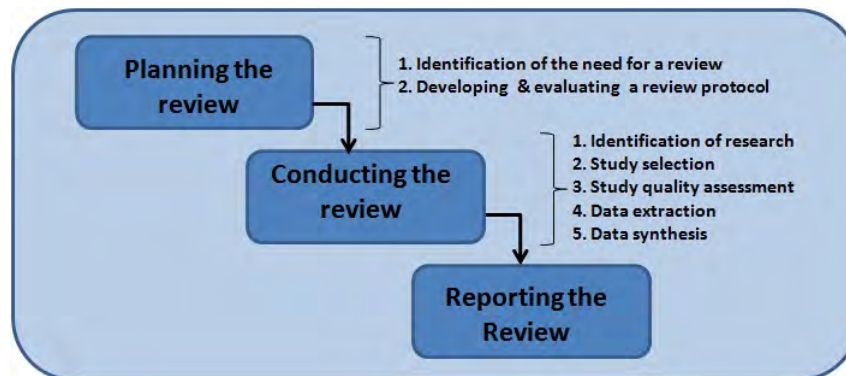 Planning the
review
1. Identification of the need for a review
2. Developing & evaluating a review protocol
Conducting the
review
1. Identification of research
2. Study selection
3. Study quality assessment
4. Data extraction
5. Data synthesis
Reporting the
Review